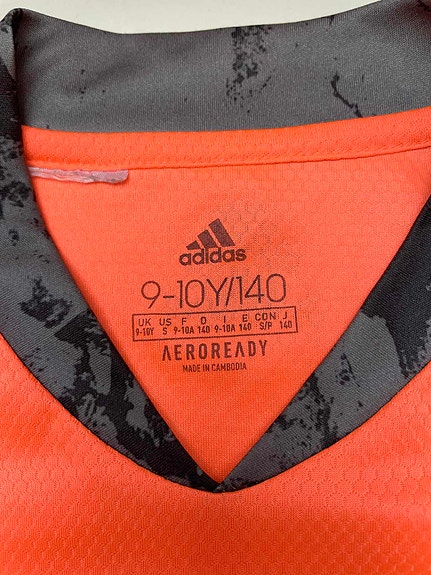 adidas
9-10Y/140
UK US F D I E CDN J
9-10Y S 9-10A 140 9-10A 140 S/P 140
AEROREADY
MADE IN CAMBODIA